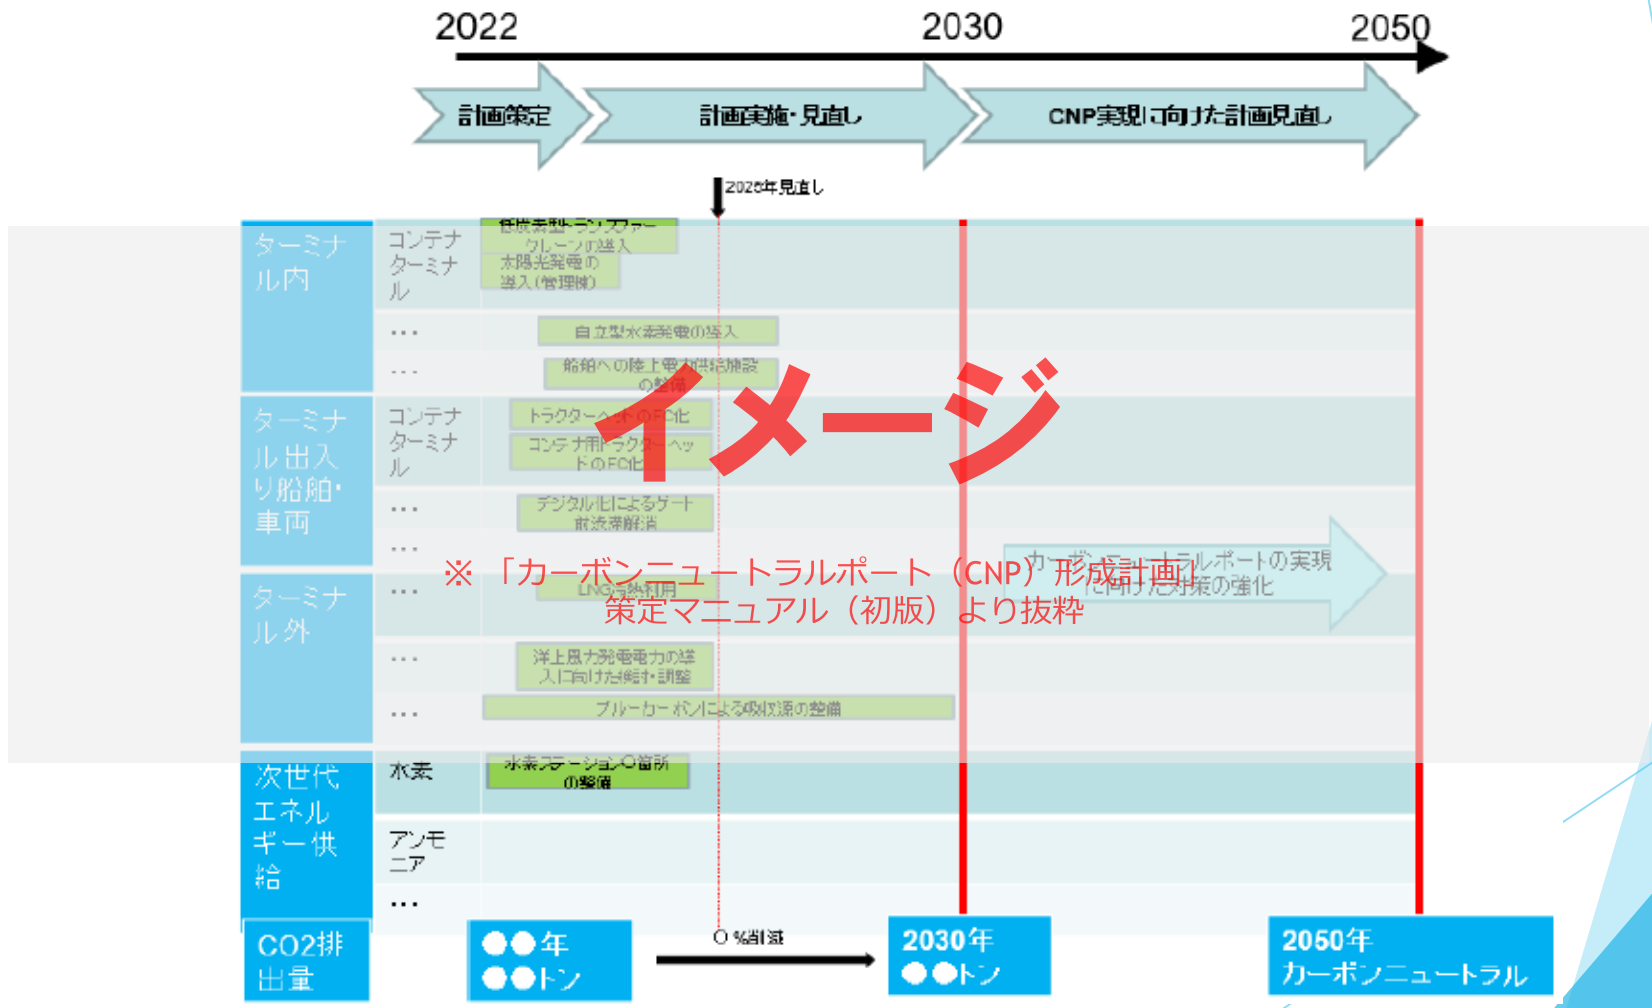 2022
2030
2050
計画策定
計画実施・見直し
CNP実現に向けた計画見直し
2025年見直し
ターミナ
ル内
コンテナ
ターミナ
ル
低炭素型トランスファー
クレーンの導入
太陽光発電の
導入(管理棟)
…
自立型水素発電の導入
…
船舶への陸上電力供給施設
の整備
イメージ
ターミナ
ル出入
り船舶・
車両
コンテナ
ターミナ
ル
トラクターヘッドのFC化
コンテナ用トラクターヘッ
ドのFC化
…
デジタル化によるゲート
前渋滞解消
…
カーボンニュートラルポートの実現
に向けた対策の強化
※ 「カーボンニュートラルポート（CNP）形成計画」
策定マニュアル（初版）より抜粋
ターミナ
ル外
…
LNG冷熱利用
…
洋上風力発電電力の導
入に向けた検討・調整
…
ブルーカーボンによる吸収源の整備
次世代
エネル
ギー供
給
水素
水素ステーション〇箇所
の整備
アンモ
ニア
…
CO2排
出量
●●年
●●トン
〇%削減
2030年
●●トン
2050年
カーボンニュートラル